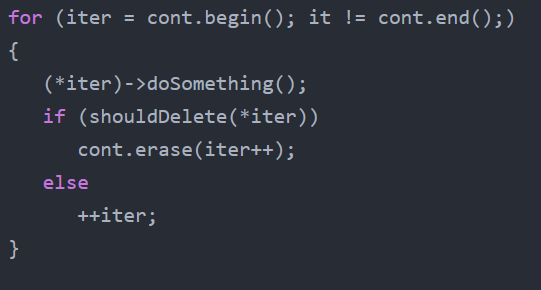 for (iter = cont.begin(); it != cont.end();)
{
   (*iter)->doSomething();
   if (shouldDelete(*iter))
      cont.erase(iter++);
   else
      ++iter;
}